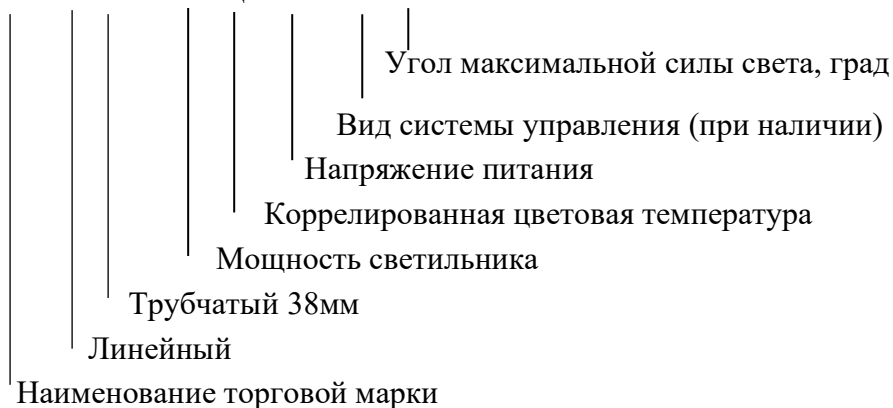 Угол максимальной силы света, град
Вид системы управления (при наличии)
Напряжение питания
Коррелированная цветовая температура
Мощность светильника
Трубчатый 38мм
Линейный
Наименование торговой марки